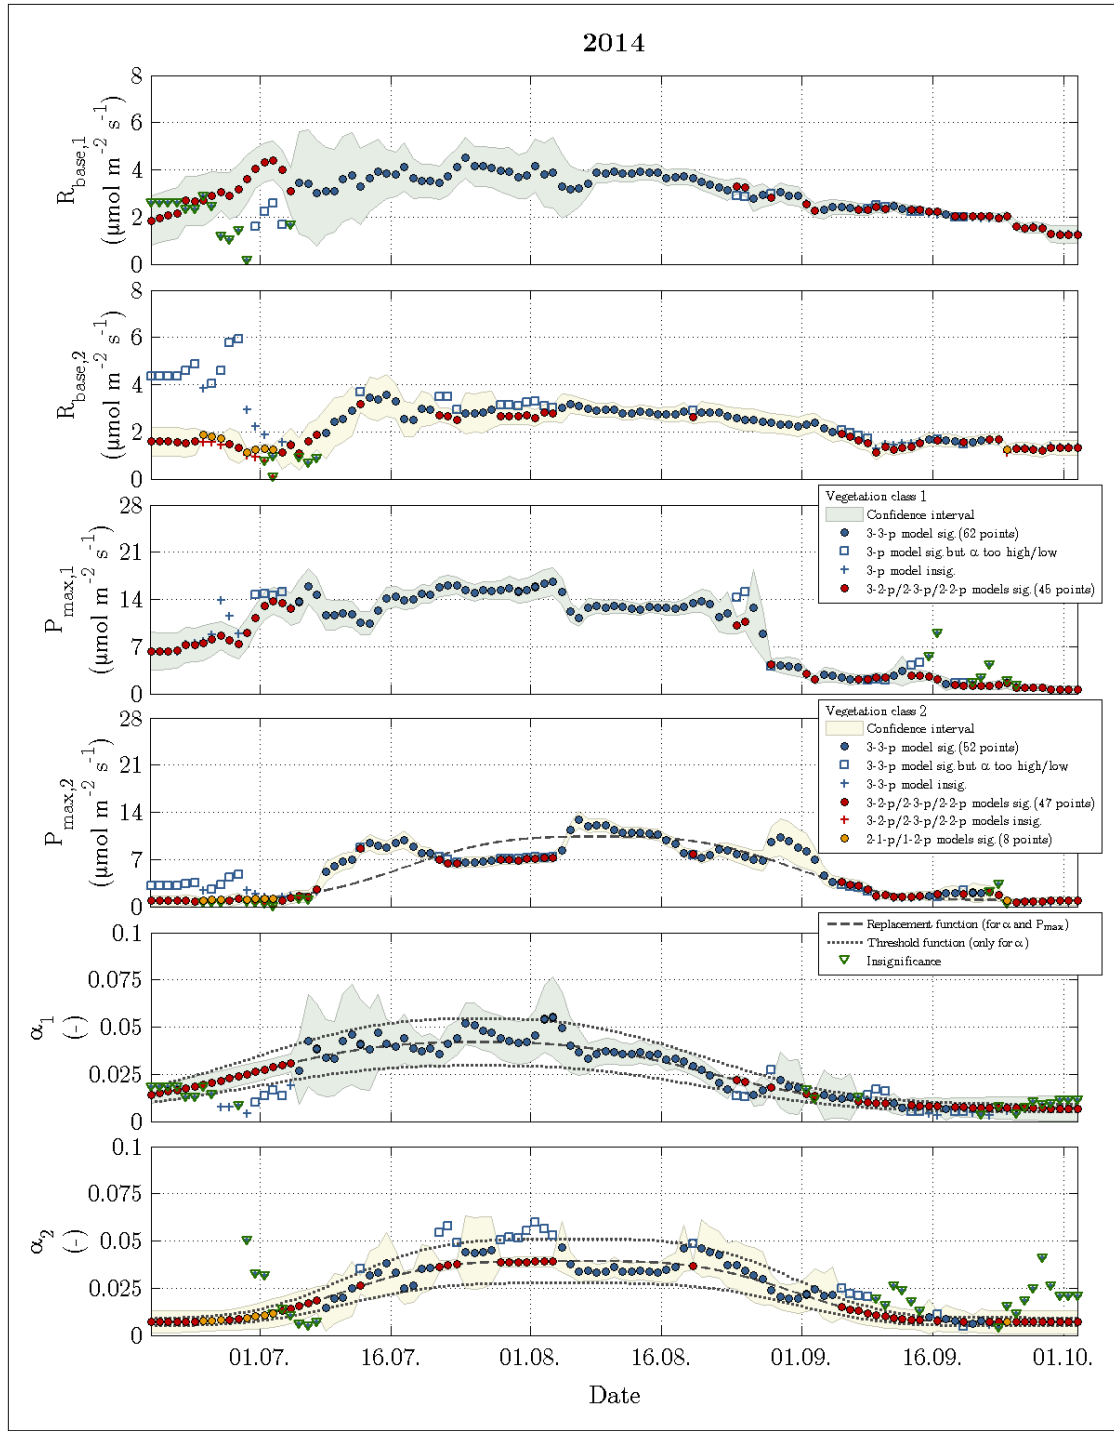 2014
8
6
4
2
0
R base,1
(µmol m-2 s-1)
8
6
4
2
0
R base,2
(µmol m-2 s-1)
28
21
14
7
0
P max,1
(µmol m-2 s-1)
Vegetation class 1
Confidence interval
3-3-p model sig. (62 points)
3-p model sig. but α too high/low
3-p model insig.
3-2-p/2-3-p/2-2-p models sig. (45 points)
28
21
14
7
0
P max,2
(µmol m-2 s-1)
Vegetation class 2
Confidence interval
3-3-p model sig. (52 points)
3-3-p model sig. but α too high/low
3-3-p model insig.
3-2-p/2-3-p/2-2-p models sig. (47 points)
3-2-p/2-3-p/2-2-p models insig.
2-1-p/1-2-p models sig. (8 points)
Replacement function (for α and Pmax)
Threshold function (only for α)
Insignificance
0.1
0.075
0.05
0.025
0
α1
(-)
0.1
0.075
0.05
0.025
0
α2
(-)
01.07. 16.07. 01.08. 16.08. 01.09. 16.09. 01.10.
Date